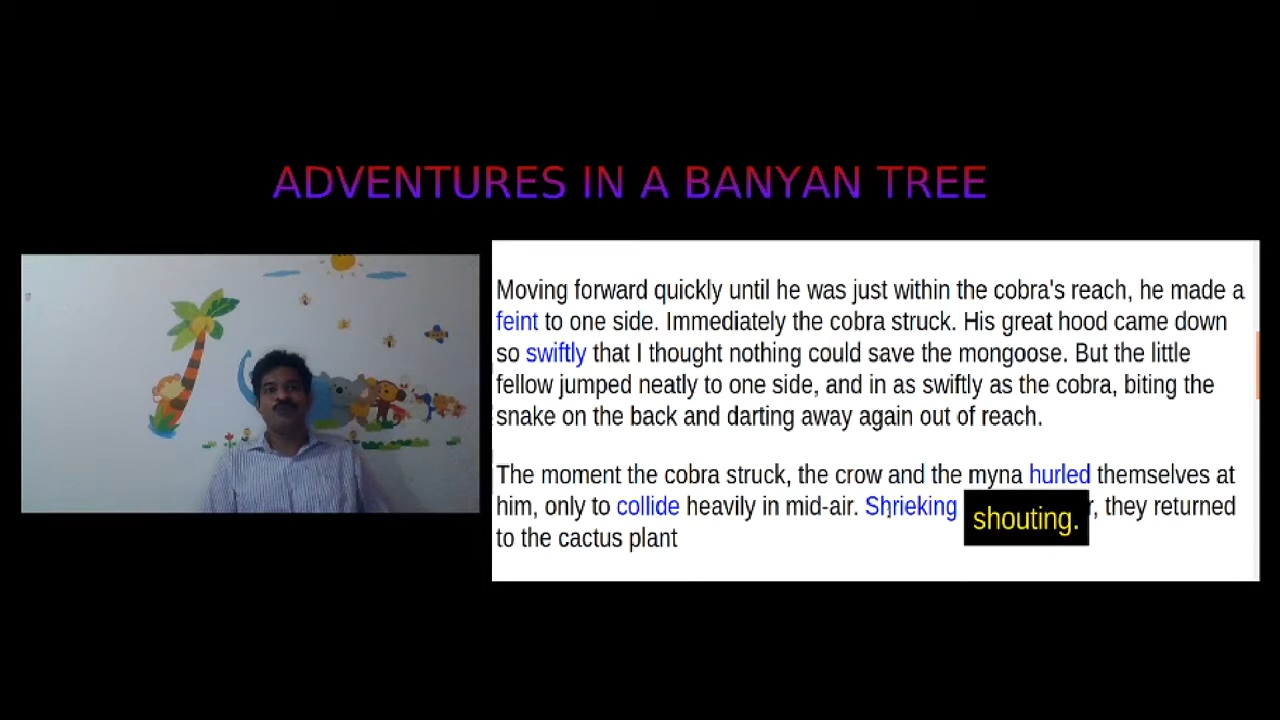 ADVENTURES IN A BANYAN TREE
Moving forward quickly until he was just within the cobra's reach, he made a
feint to one side. Immediately the cobra struck. His great hood came down
so swiftly that I thought nothing could save the mongoose. But the little
fellow jumped neatly to one side, and in as swiftly as the cobra, biting the
snake on the back and darting away again out of reach.
The moment the cobra struck, the crow and the myna hurled themselves at
him, only to collide heavily in mid-air. Shrieking shouting. r, they returned
to the cactus plant